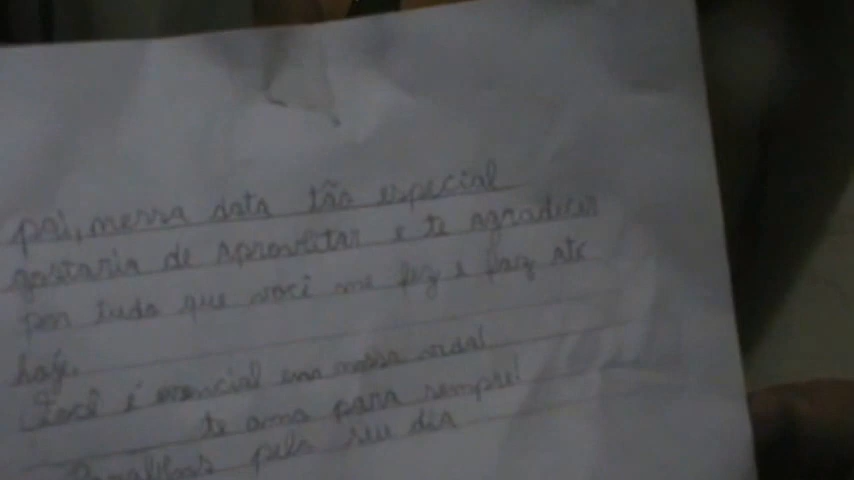 pai, nessa data tão especial
gostaria de aproveitar e te agradecer
por tudo que você me fez e faz até
hoje.
Você é essencial em nossa vida!
te amo para sempre!
Parabéns pelo seu dia